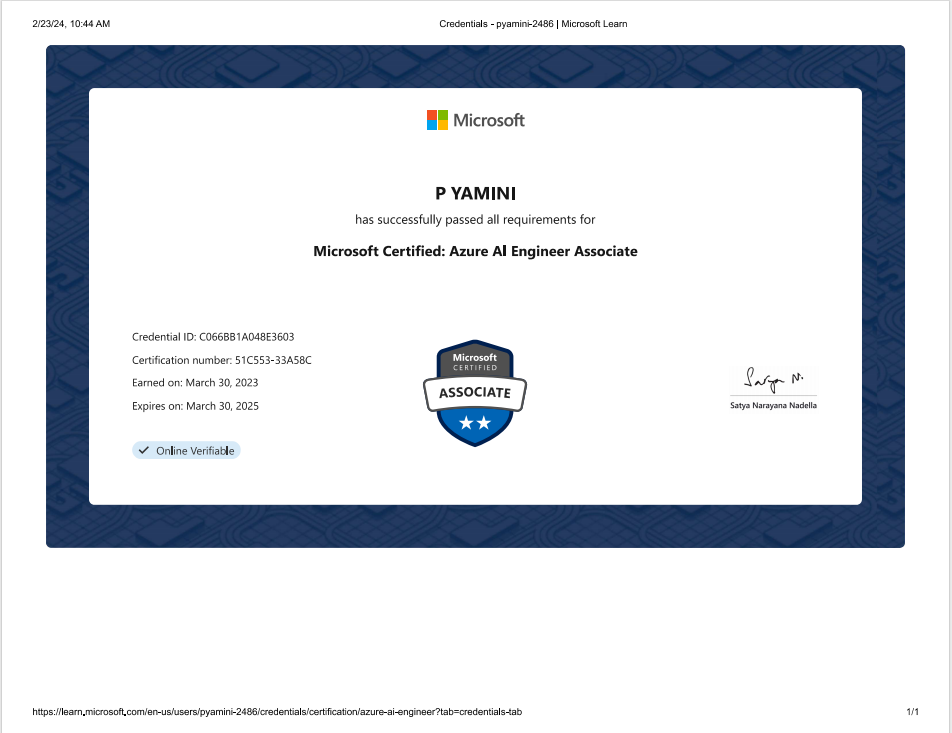 2/23/24, 10:44 AM Credentials - pyamini-2486 | Microsoft Learn
Microsoft
P YAMINI
has successfully passed all requirements for
Microsoft Certified: Azure AI Engineer Associate
Credential ID: C066BB1A048E3603
Certification number: 51C553-33A58C
Earned on: March 30, 2023
Expires on: March 30, 2025
Online Verifiable
Microsoft
CERTIFIED
ASSOCIATE
Satya N.
Satya Narayana Nadella
https://learn.microsoft.com/en-us/users/pyamini-2486/credentials/certification/azure-ai-engineer?tab=credentials-tab 1/1